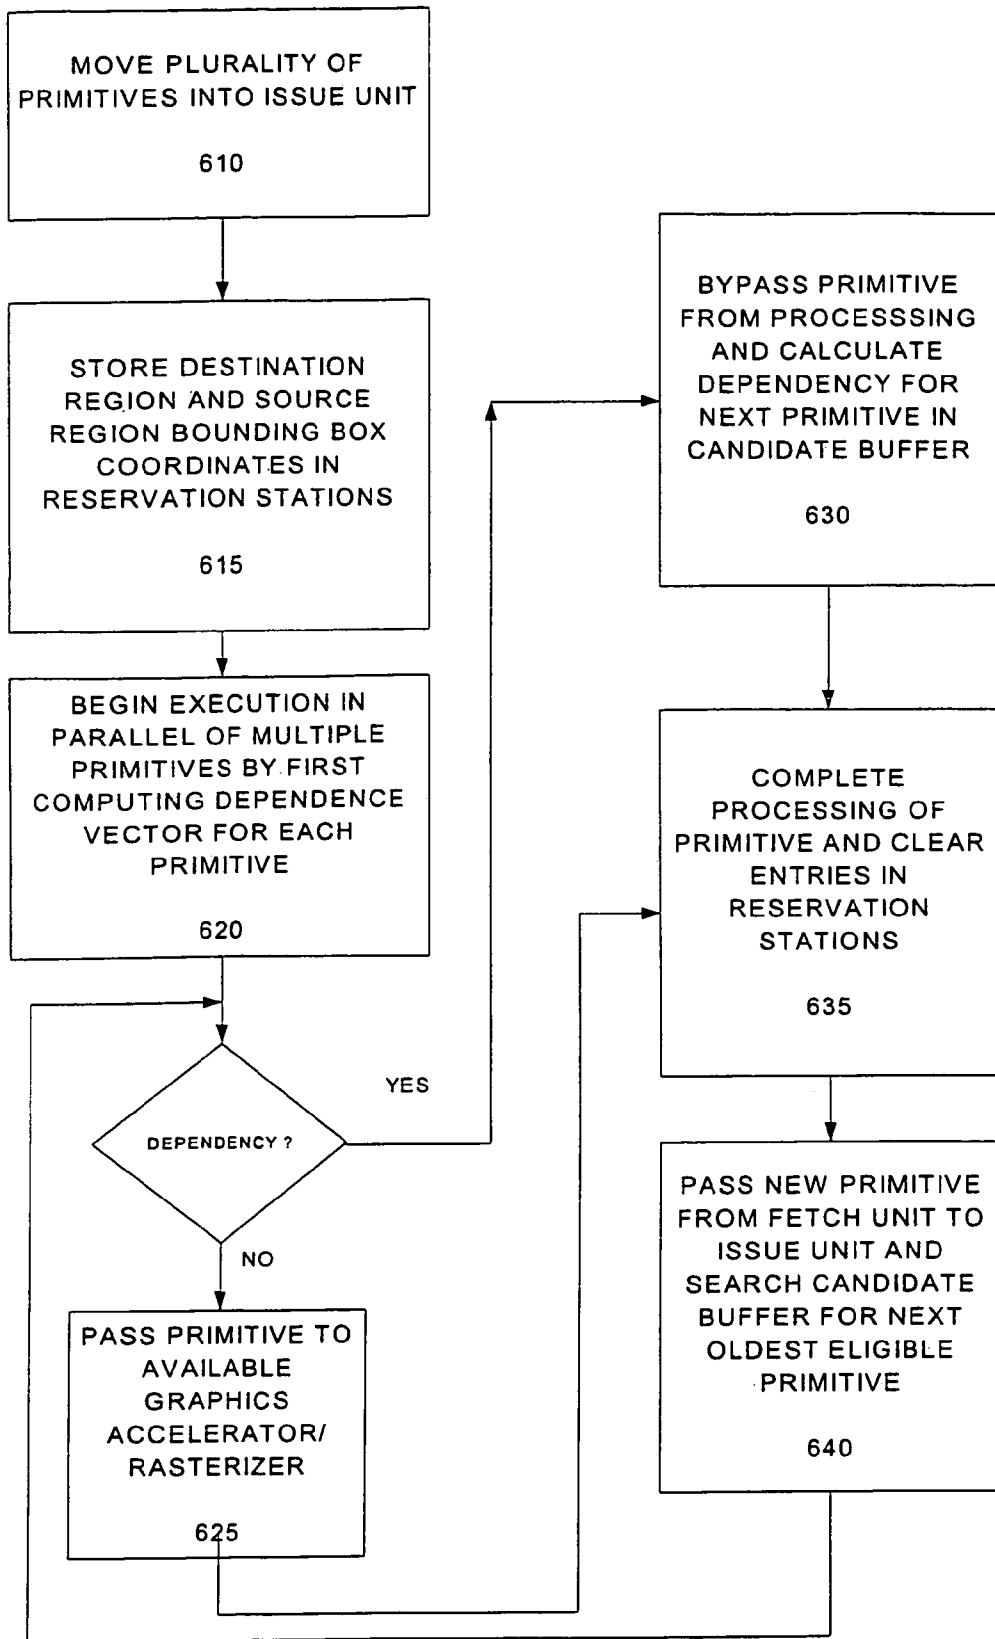 MOVE PLURALITY OF
PRIMITIVES INTO ISSUE UNIT
610
STORE DESTINATION
REGION AND SOURCE
REGION BOUNDING BOX
COORDINATES IN
RESERVATION STATIONS
615
BEGIN EXECUTION IN
PARALLEL OF MULTIPLE
PRIMITIVES BY FIRST
COMPUTING DEPENDENCE
VECTOR FOR EACH
PRIMITIVE
620
DEPENDENCY ?
YES
NO
PASS PRIMITIVE TO
AVAILABLE
GRAPHICS
ACCELERATOR/
RASTERIZER
625
BYPASS PRIMITIVE
FROM PROCESSSING
AND CALCULATE
DEPENDENCY FOR
NEXT PRIMITIVE IN
CANDIDATE BUFFER
630
COMPLETE
PROCESSING OF
PRIMITIVE AND CLEAR
ENTRIES IN
RESERVATION
STATIONS
635
PASS NEW PRIMITIVE
FROM FETCH UNIT TO
ISSUE UNIT AND
SEARCH CANDIDATE
BUFFER FOR NEXT
OLDEST ELIGIBLE
PRIMITIVE
640